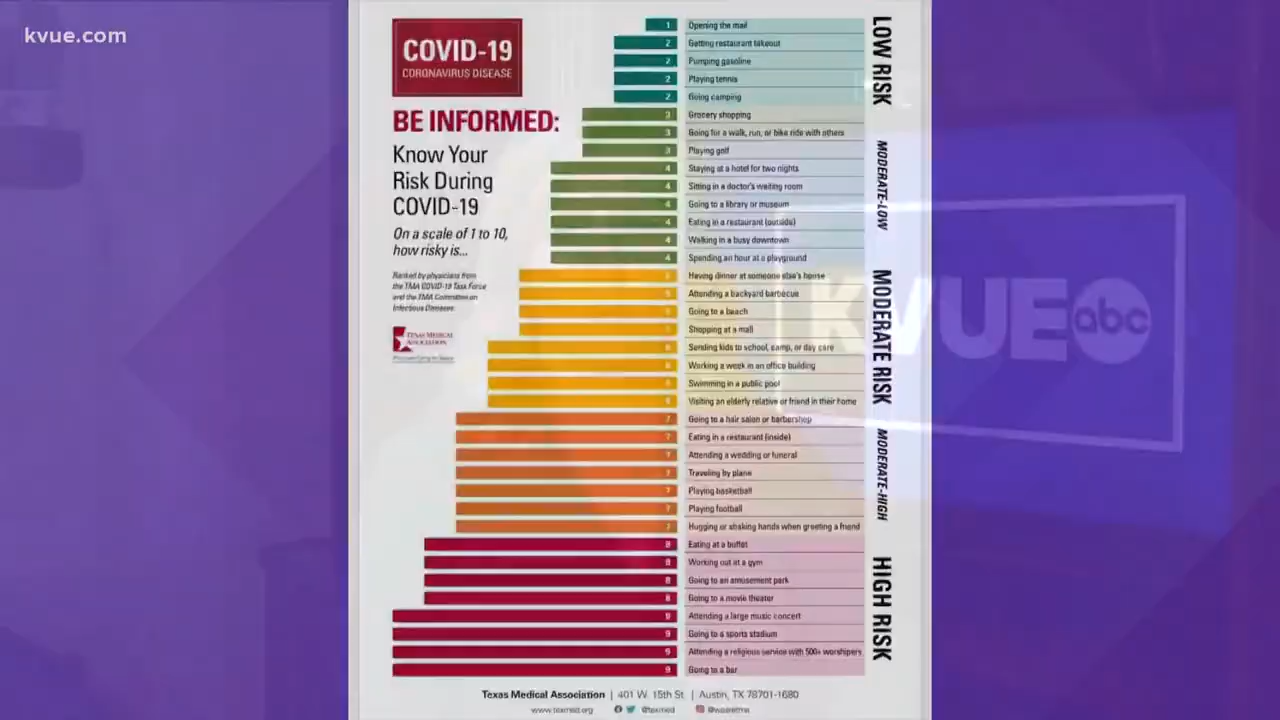 kvue.com
COVID-19
CORONAVIRUS DISEASE
BE INFORMED:
Know Your
Risk During
COVID-19
On a scale of 1 to 10,
how risky is...
Ranked by physicians from
the TMA COVID-19 Task Force
and the TMA Committee on
Infectious Diseases.
TEXAS MEDICAL
ASSOCIATION
1 Opening the mail
2 Getting restaurant takeout
2 Pumping gasoline
2 Playing tennis
2 Going camping
3 Grocery shopping
3 Going for a walk, run, or bike ride with others
3 Playing golf
4 Staying at a hotel for two nights
4 Sitting in a doctor's waiting room
4 Going to a library or museum
4 Eating in a restaurant (outside)
4 Walking in a busy downtown
4 Spending an hour at a playground
5 Having dinner at someone else's house
5 Attending a backyard barbecue
5 Going to a beach
5 Shopping at a mall
6 Sending kids to school, camp, or day care
6 Working a week in an office building
6 Swimming in a public pool
6 Visiting an elderly relative or friend in their home
7 Going to a hair salon or barbershop
7 Eating in a restaurant (inside)
7 Attending a wedding or funeral
7 Traveling by plane
7 Playing basketball
7 Playing football
7 Hugging or shaking hands when greeting a friend
8 Eating at a buffet
8 Working out at a gym
8 Going to an amusement park
8 Going to a movie theater
9 Attending a large music concert
9 Going to a sports stadium
9 Attending a religious service with 500+ worshipers
9 Going to a bar
LOW RISK
MODERATE-LOW
MODERATE RISK
MODERATE-HIGH
HIGH RISK
KVUE abc
Texas Medical Association | 401 W. 15th St. | Austin, TX 78701-1680
www.texmed.org @texmed @wearetma